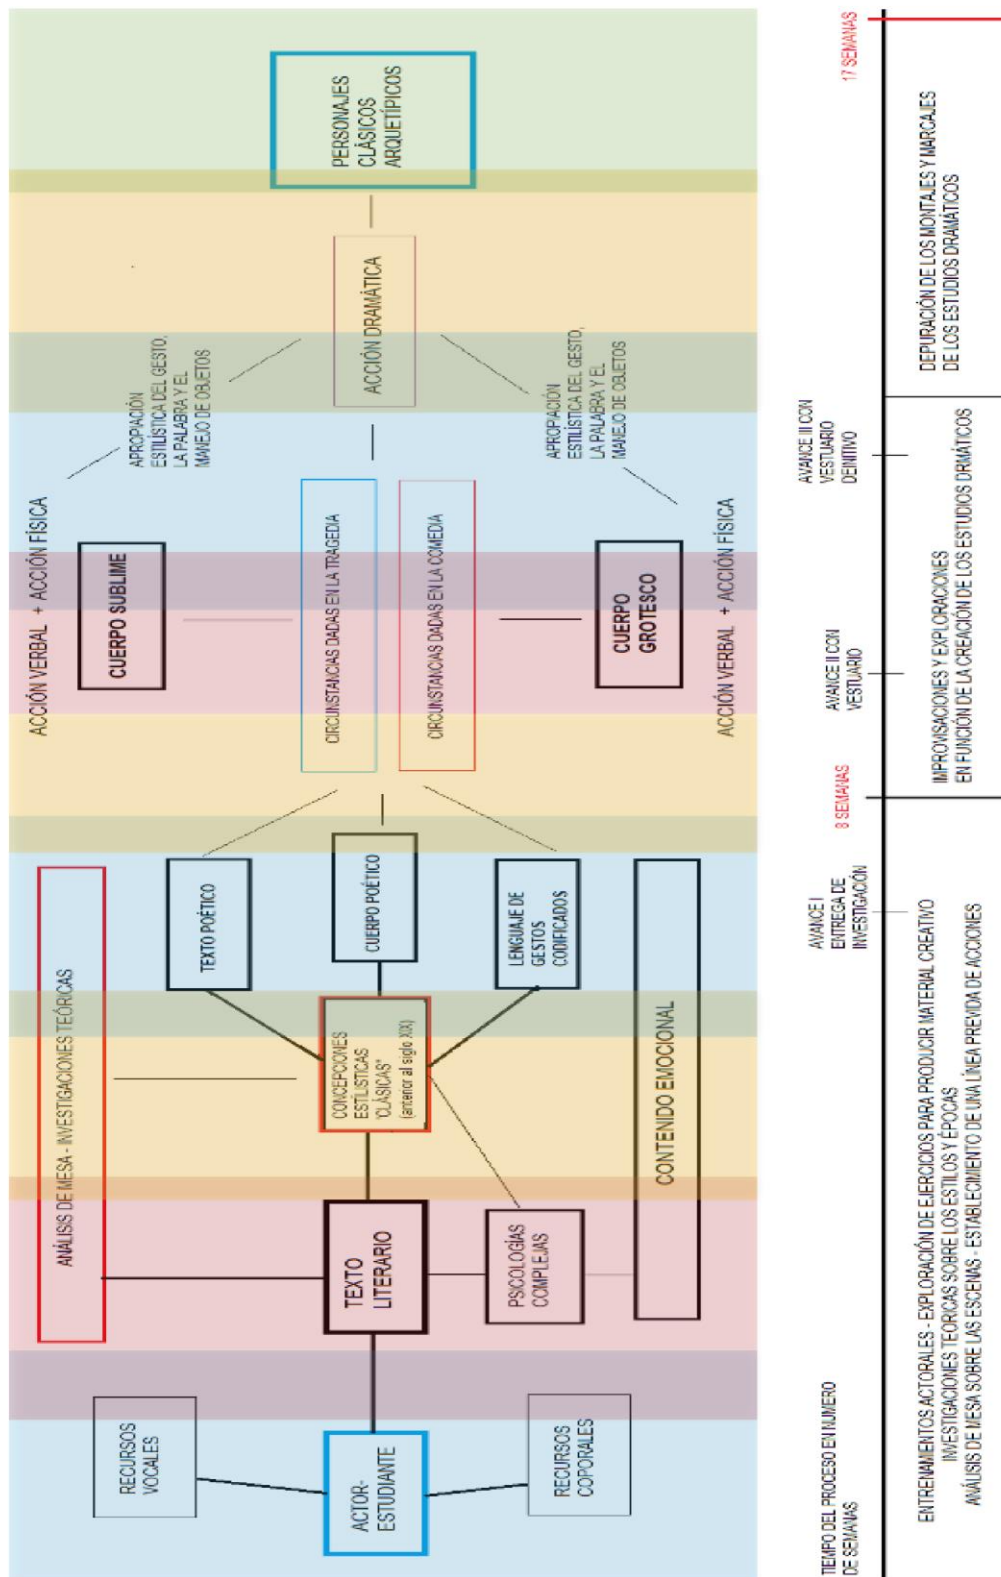 RECURSOS
VOCALES
ACTOR-
ESTUDIANTE
RECURSOS
COPORALES
ANÁLISIS DE MESA - INVESTIGACIONES TEÓRICAS
TEXTO
LITERARIO
PSICOLOGÍAS
COMPLEJAS
CONCEPCIONES
ESTÍLISTICAS
"CLÁSICAS"
(anterior al siglo XIX)
CONTENIDO EMOCIONAL
TEXTO POÉTICO
CUERPO POÉTICO
LENGUAJE DE
GESTOS
CODIFICADOS
ACCIÓN VERBAL + ACCIÓN FÍSICA
CUERPO SUBLIME
CIRCUNSTANCIAS DADAS EN LA TRAGEDIA
CIRCUNSTANCIAS DADAS EN LA COMEDIA
CUERPO
GROTESCO
ACCIÓN VERBAL + ACCIÓN FÍSICA
APROPIACIÓN
ESTILÍSTICA DEL GESTO,
LA PALABRA Y EL
MANEJO DE OBJETOS
ACCIÓN DRAMÁTICA
APROPIACIÓN
ESTILÍSTICA DEL GESTO,
LA PALABRA Y EL
MANEJO DE OBJETOS
PERSONAJES
CLÁSICOS
ARQUETÍPICOS
TIEMPO DEL PROCESO EN NUMERO
DE SEMANAS
AVANCE I
ENTREGA DE
INVESTIGACIÓN
8 SEMANAS
AVANCE II CON
VESTUARIO
AVANCE III CON
VESTUARIO
DEINITIVO
17 SEMANAS
ENTRENAMIENTOS ACTORALES - EXPLORACIÓN DE EJERCICIOS PARA PRODUCIR MATERIAL CREATIVO
INVESTIGACIONES TEÓRICAS SOBRE LOS ESTILOS Y ÉPOCAS
ANÁLISIS DE MESA SOBRE LAS ESCENAS - ESTABLECIMIENTO DE UNA LÍNEA PREVIDA DE ACCIONES
IMPROVISACIONES Y EXPLORACIONES
EN FUNCIÓN DE LA CREACIÓN DE LOS ESTUDIOS DRMÁTICOS
DEPURACIÓN DE LOS MONTAJES Y MARCAJES
DE LOS ESTUDIOS DRAMÁTICOS